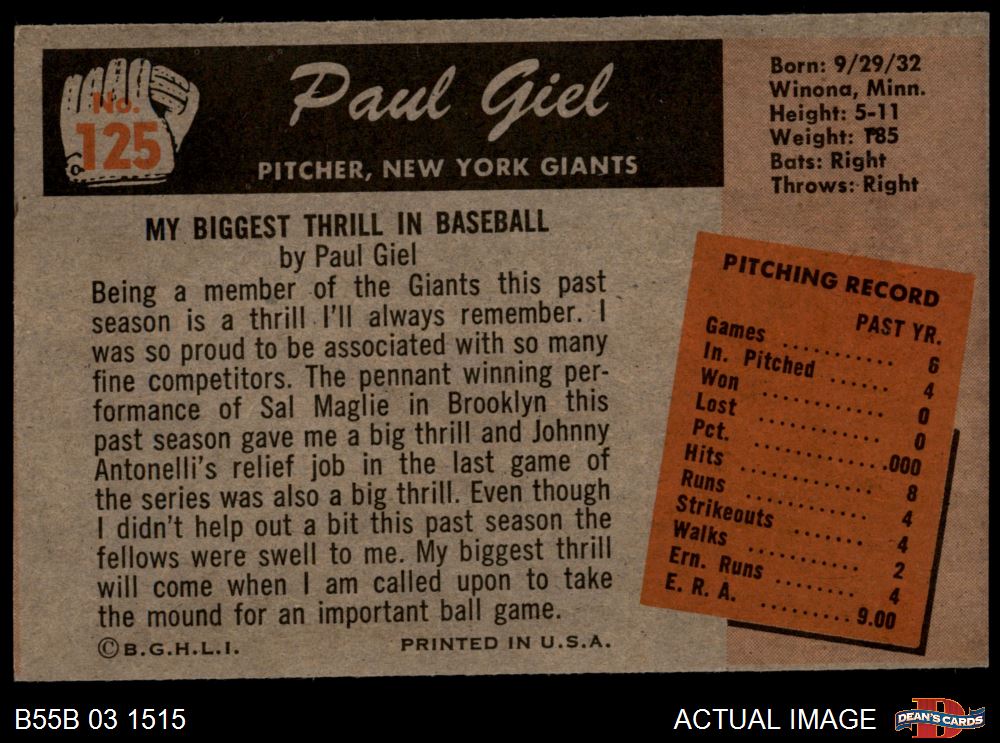 No.
125
Paul Giel
PITCHER, NEW YORK GIANTS
Born: 9/29/32
Winona, Minn.
Height: 5-11
Weight: 185
Bats: Right
Throws: Right
MY BIGGEST THRILL IN BASEBALL
by Paul Giel
Being a member of the Giants this past
season is a thrill I'll always remember. I
was so proud to be associated with so many
fine competitors. The pennant winning per-
formance of Sal Maglie in Brooklyn this
past season gave me a big thrill and Johnny
Antonelli's relief job in the last game of
the series was also a big thrill. Even though
I didn't help out a bit this past season the
fellows were swell to me. My biggest thrill
will come when I am called upon to take
the mound for an important ball game.
©B.G.H.L.I. PRINTED IN U.S.A.
PITCHING RECORD
PAST YR.
Games ........... 6
In. Pitched ...... 4
Won ............ 0
Lost ............ 0
Pct. .............000
Hits ............ 8
Runs ........... 4
Strikeouts ....... 4
Walks .......... 2
Ern. Runs ....... 4
E. R. A. .........9.00
B55B 03 1515
ACTUAL IMAGE
D
DEAN'S CARDS